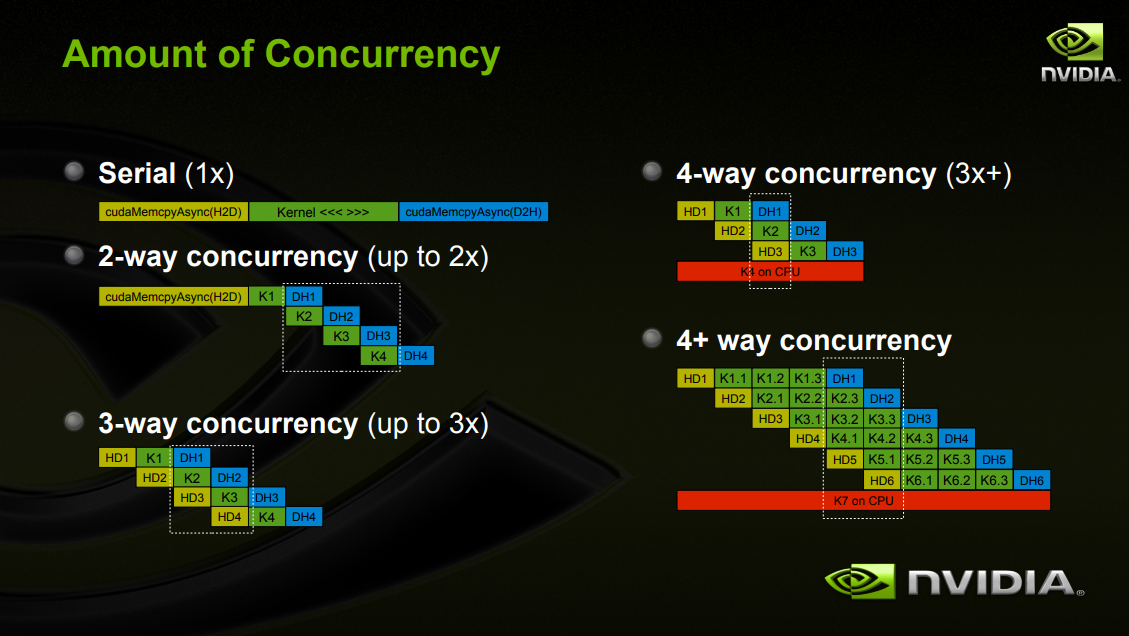 Amount of Concurrency
NVIDIA.
Serial (1x)
cudaMemcpyAsync(H2D) Kernel <<< >>> cudaMemcpyAsync(D2H)
2-way concurrency (up to 2x)
cudaMemcpyAsync(H2D) K1 DH1
K2 DH2
K3 DH3
K4 DH4
3-way concurrency (up to 3x)
HD1 K1 DH1
HD2 K2 DH2
HD3 K3 DH3
HD4 K4 DH4
4-way concurrency (3x+)
HD1 K1 DH1
HD2 K2 DH2
HD3 K3 DH3
K4 on CPU
4+ way concurrency
HD1 K1.1 K1.2 K1.3 DH1
HD2 K2.1 K2.2 K2.3 DH2
HD3 K3.1 K3.2 K3.3 DH3
HD4 K4.1 K4.2 K4.3 DH4
HD5 K5.1 K5.2 K5.3 DH5
HD6 K6.1 K6.2 K6.3 DH6
K7 on CPU
NVIDIA®